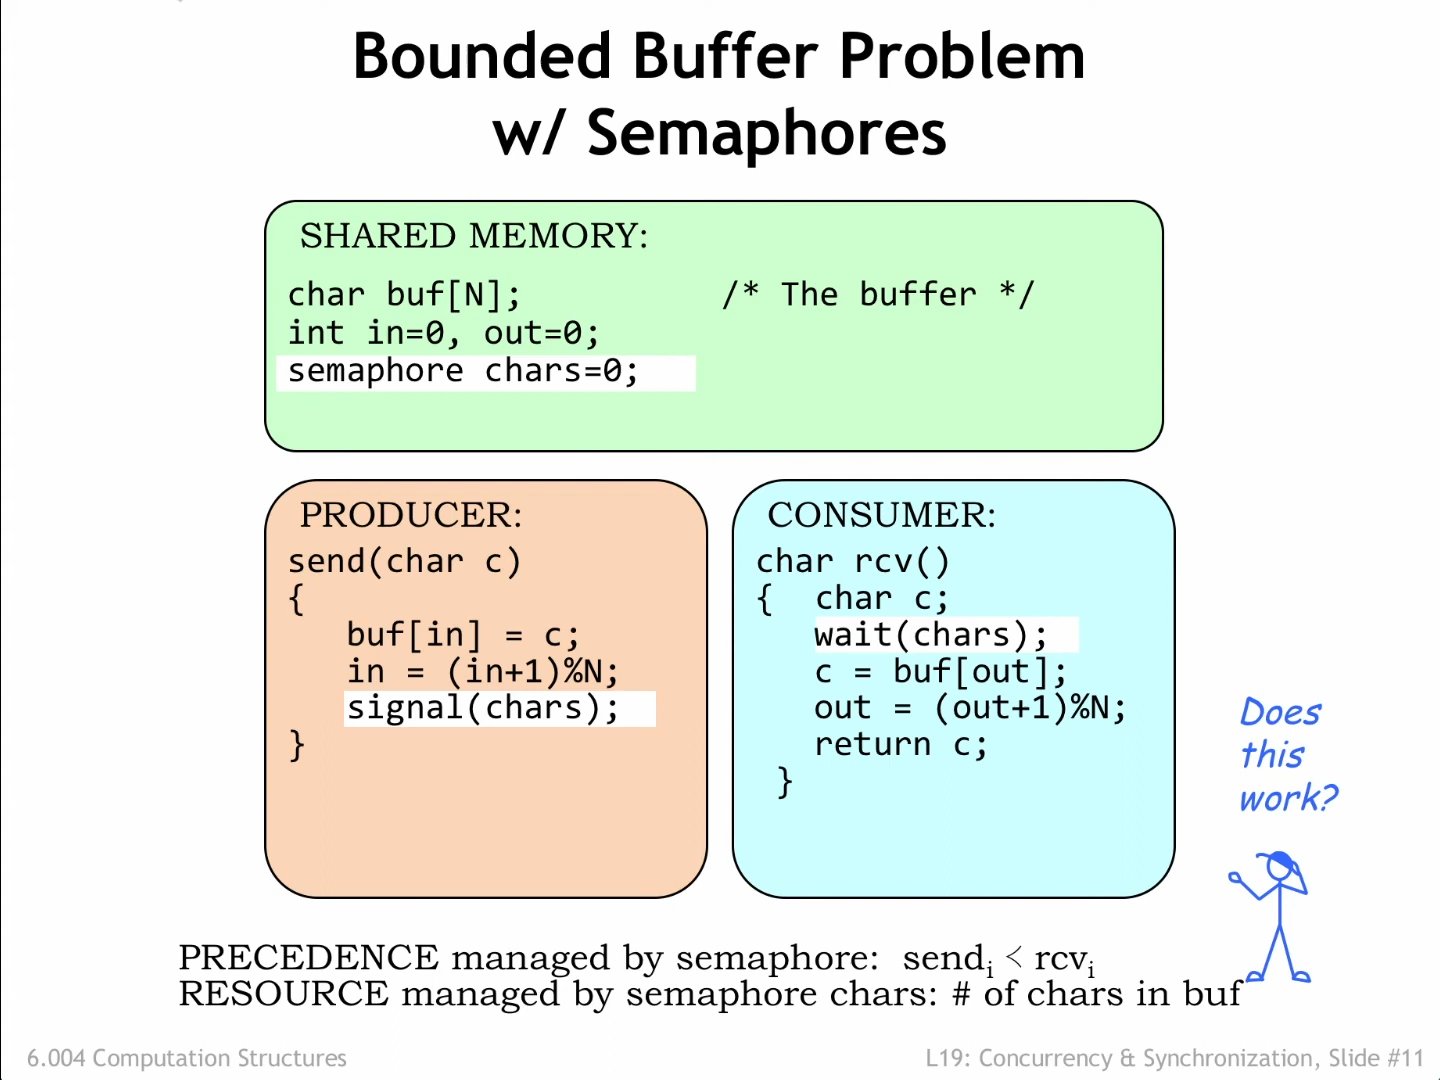 Bounded Buffer Problem
w/ Semaphores
SHARED MEMORY:
char buf[N]; /* The buffer */
int in=0, out=0;
semaphore chars=0;
PRODUCER:
send(char c)
{
buf[in] = c;
in = (in+1)%N;
signal(chars);
}
CONSUMER:
char rcv()
{ char c;
wait(chars);
c = buf[out];
out = (out+1)%N;
return c;
}
Does
this
work?
PRECEDENCE managed by semaphore: sendi < rcvi
RESOURCE managed by semaphore chars: # of chars in buf
6.004 Computation Structures
L19: Concurrency & Synchronization, Slide #11